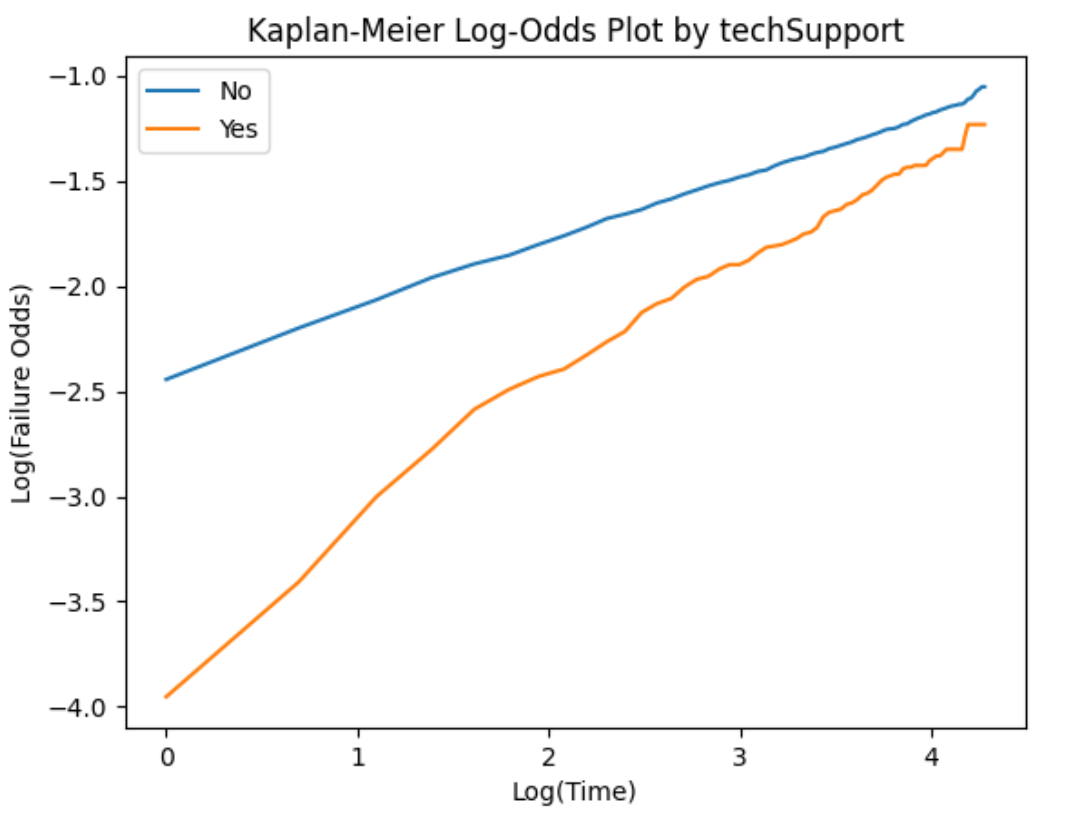 Kaplan-Meier Log-Odds Plot by techSupport
No
Yes
−1.0
−1.5
−2.0
−2.5
−3.0
−3.5
−4.0
Log(Failure Odds)
0
1
2
3
4
Log(Time)